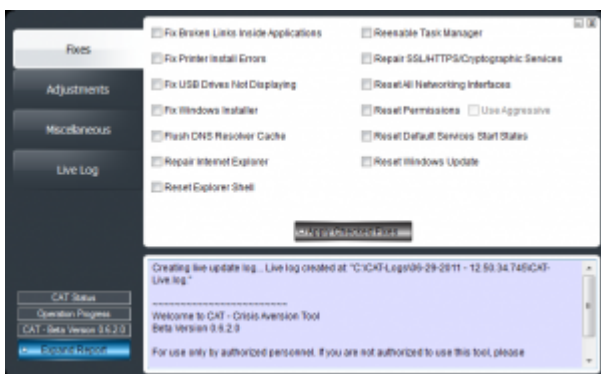 Fixes
Adjustments
Miscellaneous
Live Log
Fix Broken Links Inside Applications
Fix Printer Install Errors
Fix USB Drives Not Displaying
Fix Windows Installer
Flush DNS Resolver Cache
Repair Internet Explorer
Reset Explorer Shell
Reenable Task Manager
Repair SSL/HTTPS/Cryptographic Services
Reset All Networking Interfaces
Reset Permissions Use Aggressive
Reset Default Services Start States
Reset Windows Update
Apply Checked Fixes
Creating live update log... Live log created at: "C:\CAT-Logs\06-29-2011 - 12.50.34.745\CAT-
Live.log."
~~~~~~~~~~~~~~~~~~~~~~~~
Welcome to CAT - Crisis Aversion Tool
Beta Version 0.6.2.0
For use only by authorized personnel. If you are not authorized to use this tool, please
CAT Status
Operation Progress
CAT - Beta Version 0.6.2.0
Expand Report